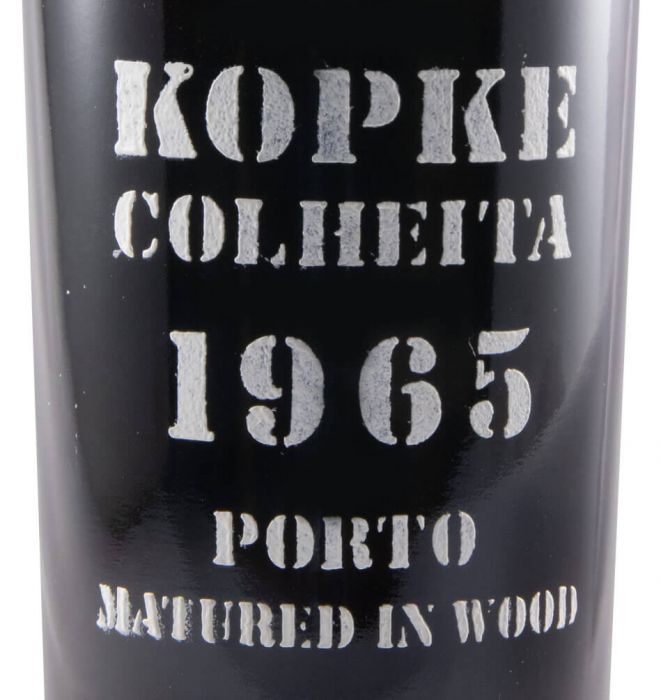 KOPKE
COLHEITA
1965
PORTO
MATURED IN WOOD